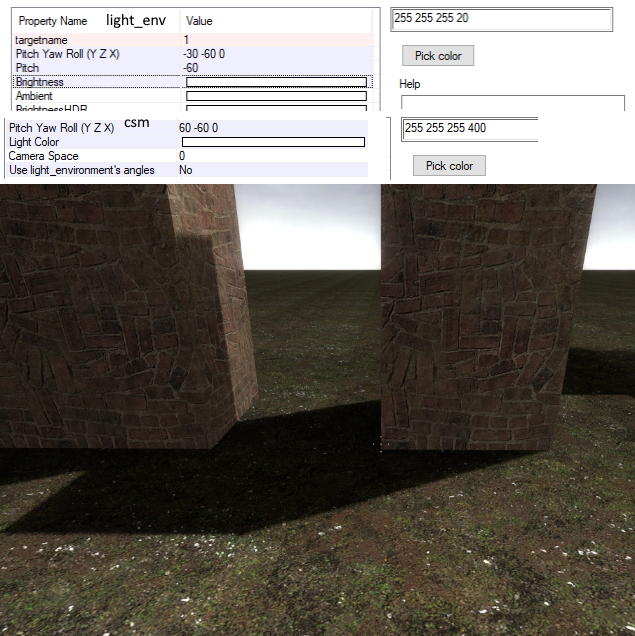 Property Name light_env Value
targetname 1
Pitch Yaw Roll (Y Z X) -30 -60 0
Pitch -60
Brightness
Ambient
BrightnessHDR
255 255 255 20
Pick color
Help
csm
Pitch Yaw Roll (Y Z X) 60 -60 0
Light Color
Camera Space 0
Use light_environment's angles No
255 255 255 400
Pick color